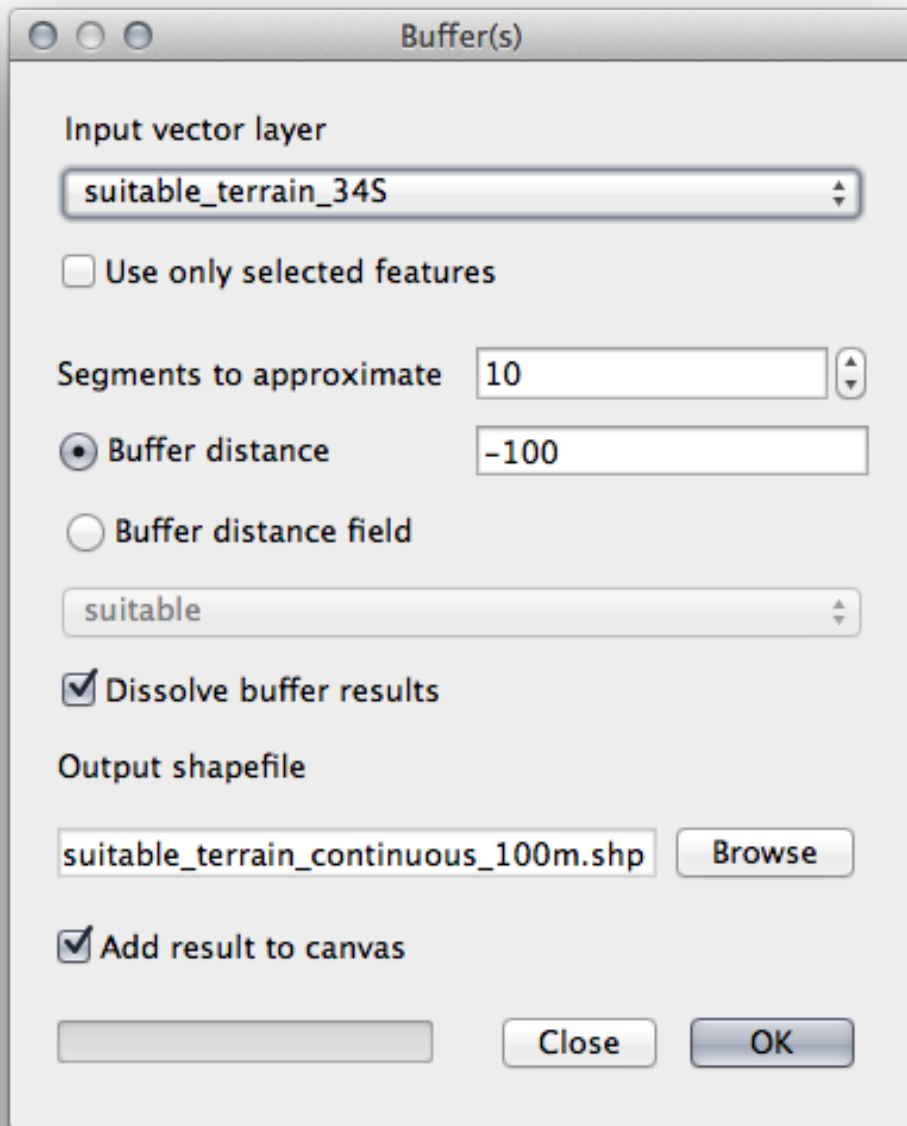 Buffer(s)
Input vector layer
suitable_terrain_34S
Use only selected features
Segments to approximate 10
Buffer distance -100
Buffer distance field
suitable
Dissolve buffer results
Output shapefile
suitable_terrain_continuous_100m.shp Browse
Add result to canvas
Close OK